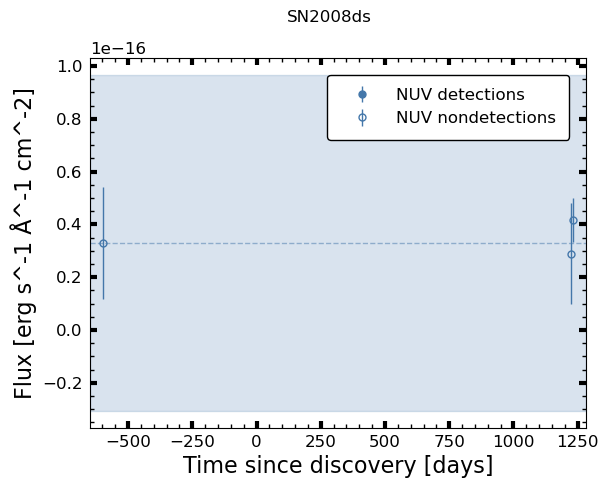 SN2008ds
1e−16
NUV detections
NUV nondetections
1.0
0.8
0.6
0.4
0.2
0.0
−0.2
Flux [erg s^-1 Å^-1 cm^-2]
−500 −250 0 250 500 750 1000 1250
Time since discovery [days]